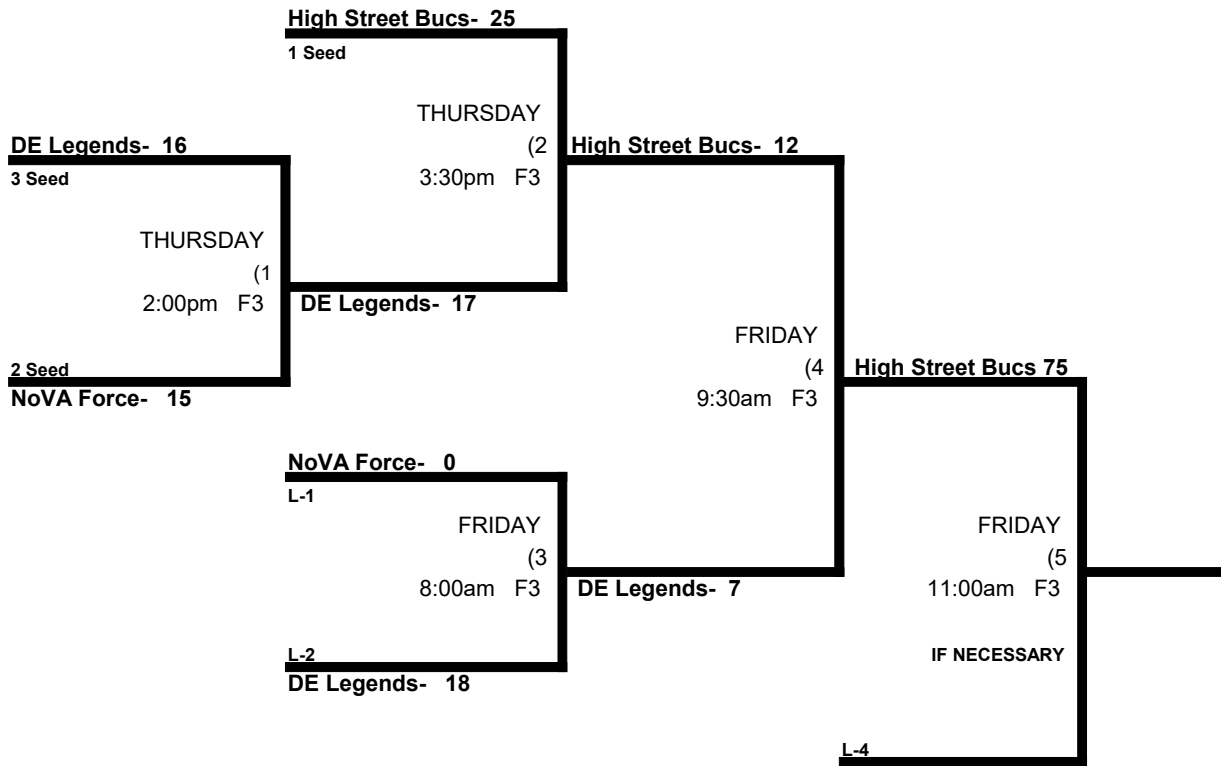 High Street Bucs-  25
1 Seed
THURSDAY
(2
3:30pm   F3
DE Legends-  16
3 Seed
High Street Bucs-  12
THURSDAY
(1
2:00pm   F3
DE Legends-  17
2 Seed
NoVA Force-   15
FRIDAY
(4
9:30am   F3
High Street Bucs 75
NoVA Force-   0
L-1
FRIDAY
(3
8:00am   F3
DE Legends-  7
L-2
DE Legends-   18
FRIDAY
(5
11:00am   F3
IF NECESSARY
L-4